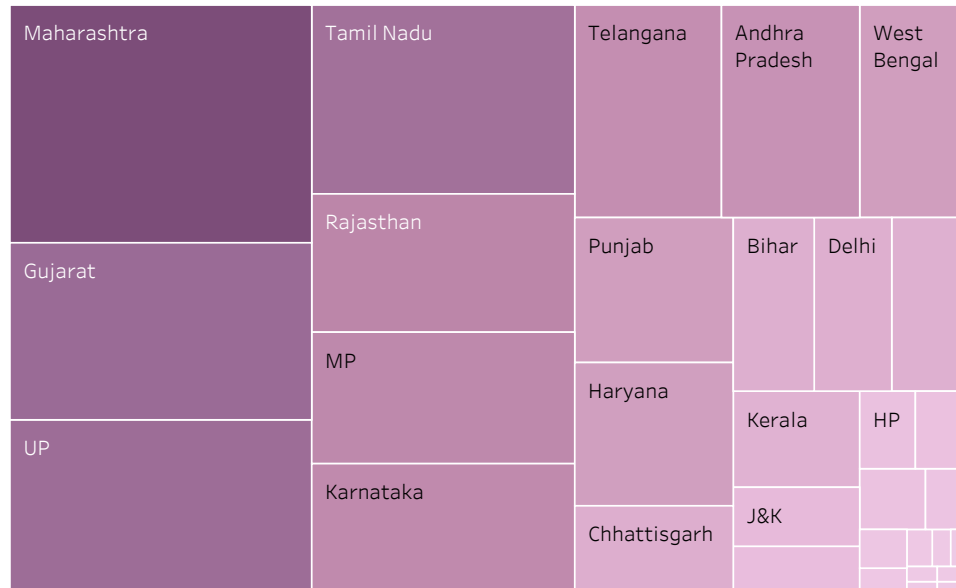 Maharashtra
Gujarat
UP
Tamil Nadu
Rajasthan
MP
Karnataka
Telangana
Andhra
Pradesh
West
Bengal
Punjab
Haryana
Chhattisgarh
Bihar
Delhi
Kerala
J&K
HP